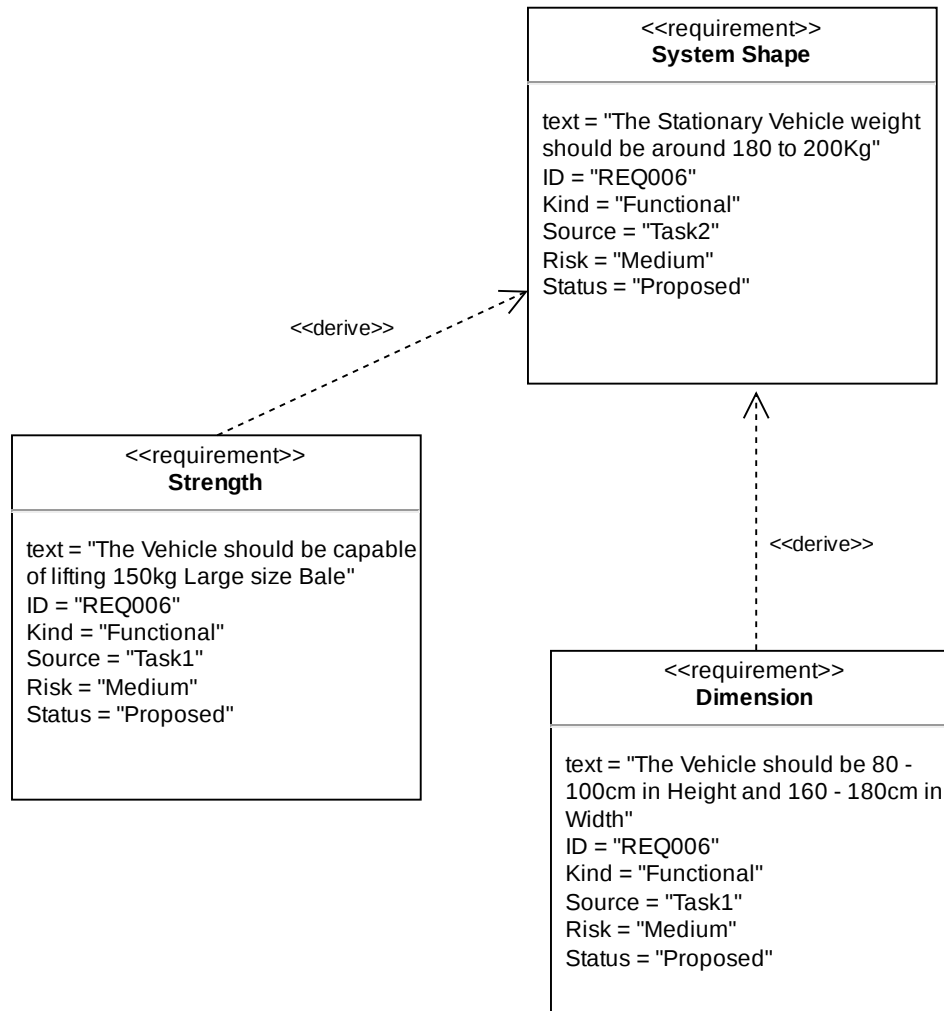 <<requirement>>
System Shape
text = "The Stationary Vehicle weight
should be around 180 to 200Kg"
ID = "REQ006"
Kind = "Functional"
Source = "Task2"
Risk = "Medium"
Status = "Proposed"
<<derive>>
<<requirement>>
Strength
text = "The Vehicle should be capable
of lifting 150kg Large size Bale"
ID = "REQ006"
Kind = "Functional"
Source = "Task1"
Risk = "Medium"
Status = "Proposed"
<<derive>>
<<requirement>>
Dimension
text = "The Vehicle should be 80 -
100cm in Height and 160 - 180cm in
Width"
ID = "REQ006"
Kind = "Functional"
Source = "Task1"
Risk = "Medium"
Status = "Proposed"